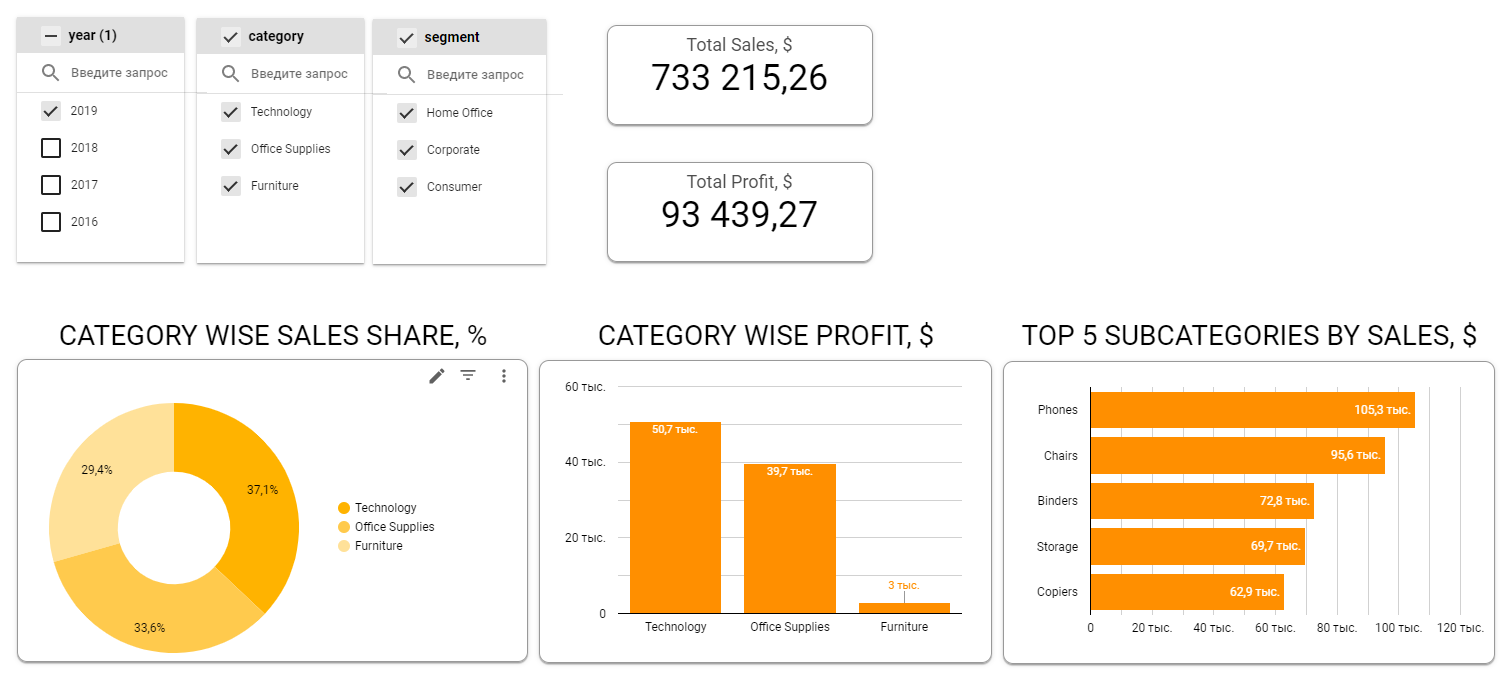 year (1)
Введите запрос
2019
2018
2017
2016
category
Введите запрос
Technology
Office Supplies
Furniture
segment
Введите запрос
Home Office
Corporate
Consumer
Total Sales, $
733 215,26
Total Profit, $
93 439,27
CATEGORY WISE SALES SHARE, %
29,4%
37,1%
33,6%
Technology
Office Supplies
Furniture
CATEGORY WISE PROFIT, $
60 тыс.
40 тыс.
20 тыс.
0
50,7 тыс.
39,7 тыс.
3 тыс.
Technology
Office Supplies
Furniture
TOP 5 SUBCATEGORIES BY SALES, $
Phones
105,3 тыс.
Chairs
95,6 тыс.
Binders
72,8 тыс.
Storage
69,7 тыс.
Copiers
62,9 тыс.
0
20 тыс.
40 тыс.
60 тыс.
80 тыс.
100 тыс.
120 тыс.